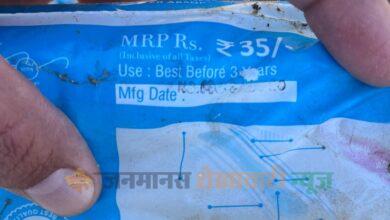 MRP Rs. ₹ 35/-
(Inclusive of all Taxes)
Use : Best Before 3 Years
Mfg Date :
जनमानस शेखावाटी न्यूज